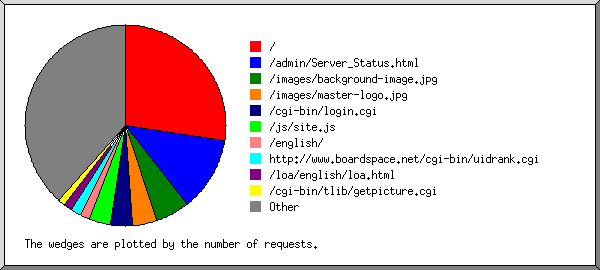 /
/admin/Server_Status.html
/images/background-image.jpg
/images/master-logo.jpg
/cgi-bin/login.cgi
/js/site.js
/english/
http://www.boardspace.net/cgi-bin/uidrank.cgi
/loa/english/loa.html
/cgi-bin/tlib/getpicture.cgi
Other
The wedges are plotted by the number of requests.